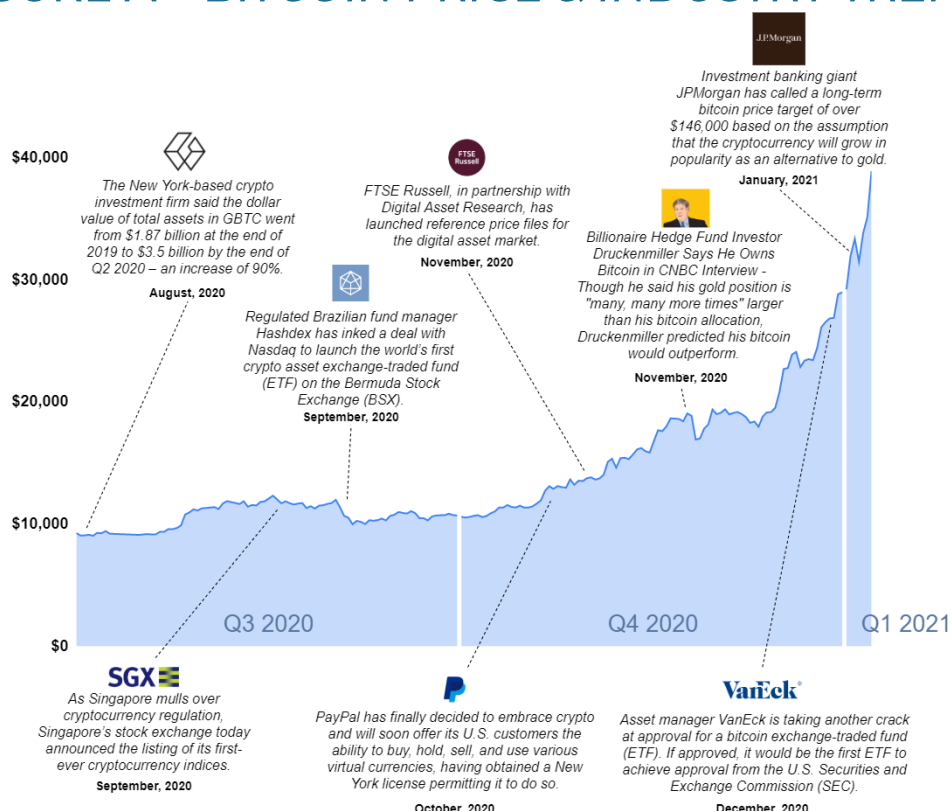 BITCOIN PRICE & INDUSTRY
J.P.Morgan
Investment banking giant
JPMorgan has called a long-term
bitcoin price target of over
$146,000 based on the assumption
that the cryptocurrency will grow in
popularity as an alternative to gold.
January, 2021
$40,000
The New York-based crypto
investment firm said the dollar
value of total assets in GBTC went
from $1.87 billion at the end of
2019 to $3.5 billion by the end of
Q2 2020 – an increase of 90%.
August, 2020
FTSE
Russell
FTSE Russell, in partnership with
Digital Asset Research, has
launched reference price files for
the digital asset market.
November, 2020
Billionaire Hedge Fund Investor
Druckenmiller Says He Owns
Bitcoin in CNBC Interview -
Though he said his gold position is
"many, many more times" larger
than his bitcoin allocation,
Druckenmiller predicted his bitcoin
would outperform.
November, 2020
$30,000
Regulated Brazilian fund manager
Hashdex has inked a deal with
Nasdaq to launch the world's first
crypto asset exchange-traded fund
(ETF) on the Bermuda Stock
Exchange (BSX).
September, 2020
$20,000
$10,000
$0
Q3 2020
Q4 2020
Q1 2021
SGX
As Singapore mulls over
cryptocurrency regulation,
Singapore's stock exchange today
announced the listing of its first-
ever cryptocurrency indices.
September, 2020
PayPal has finally decided to embrace crypto
and will soon offer its U.S. customers the
ability to buy, hold, sell, and use various
virtual currencies, having obtained a New
York license permitting it to do so.
October, 2020
VanEck®
Asset manager VanEck is taking another crack
at approval for a bitcoin exchange-traded fund
(ETF). If approved, it would be the first ETF to
achieve approval from the U.S. Securities and
Exchange Commission (SEC).
December, 2020